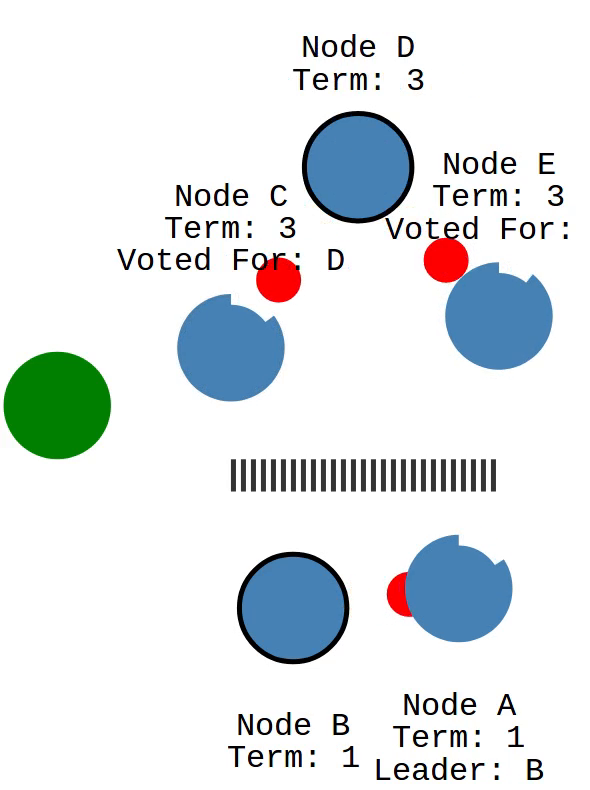 Node D
Term: 3
Node E
Term: 3
Voted For:
Node C
Term: 3
Voted For: D
Node B
Term: 1
Node A
Term: 1
Leader: B